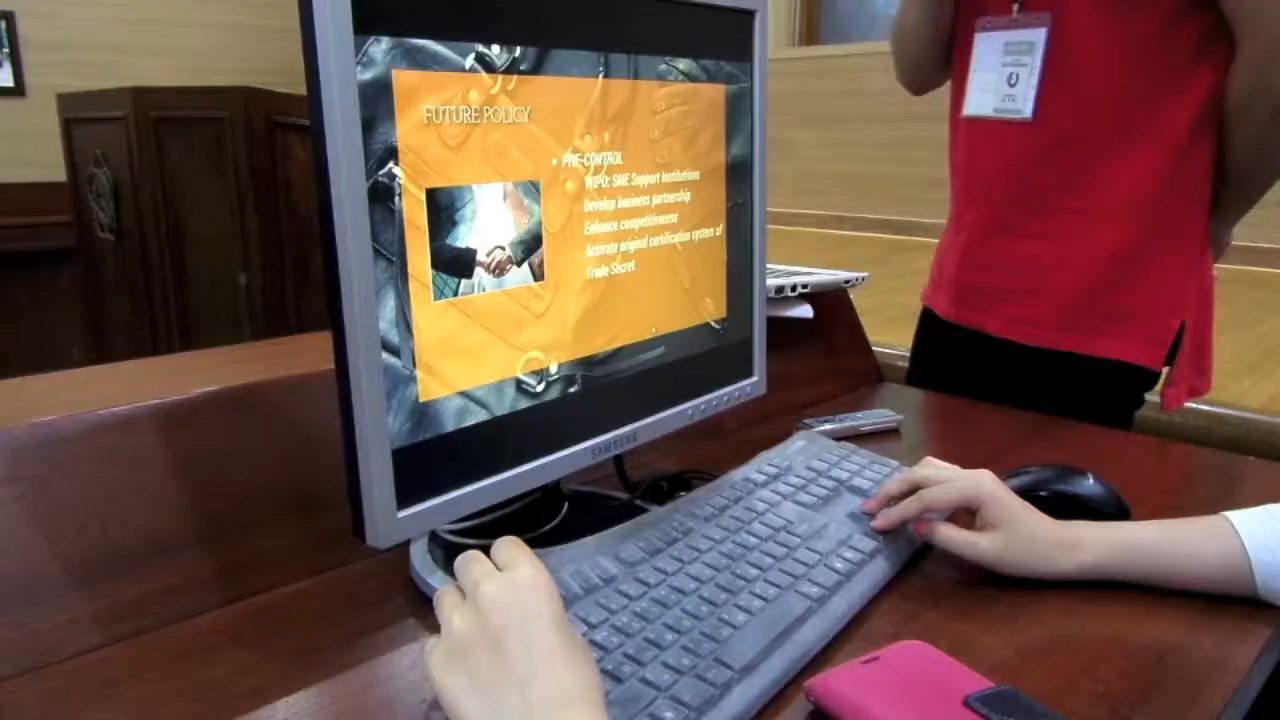 FUTURE POLICY
• PRE-CONTROL
WIPO: SME Support Institutions
Develop business partnership
Enhance competitiveness
Activate original certification system of
Trade Secret
SAMSUNG